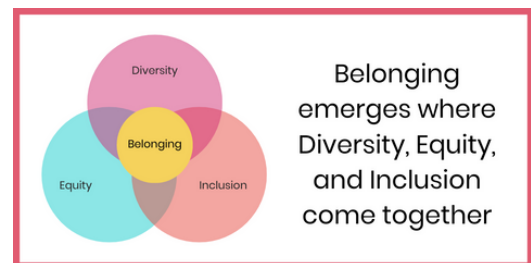 Diversity
Belonging
Equity
Inclusion
Belonging
emerges where
Diversity, Equity,
and Inclusion
come together